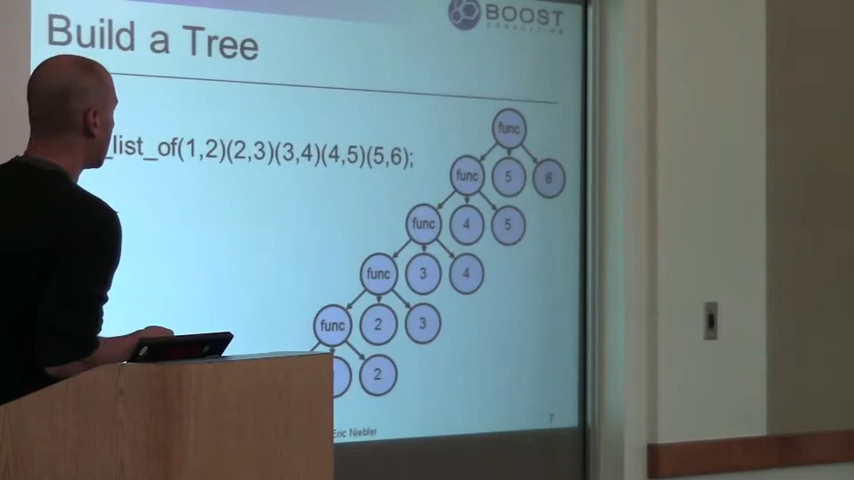 BOOST
CONSULTING
Build a Tree
_list_of(1,2)(2,3)(3,4)(4,5)(5,6);
func
func 5 6
func 4 5
func 3 4
func 2 3
2
Eric Niebler
7